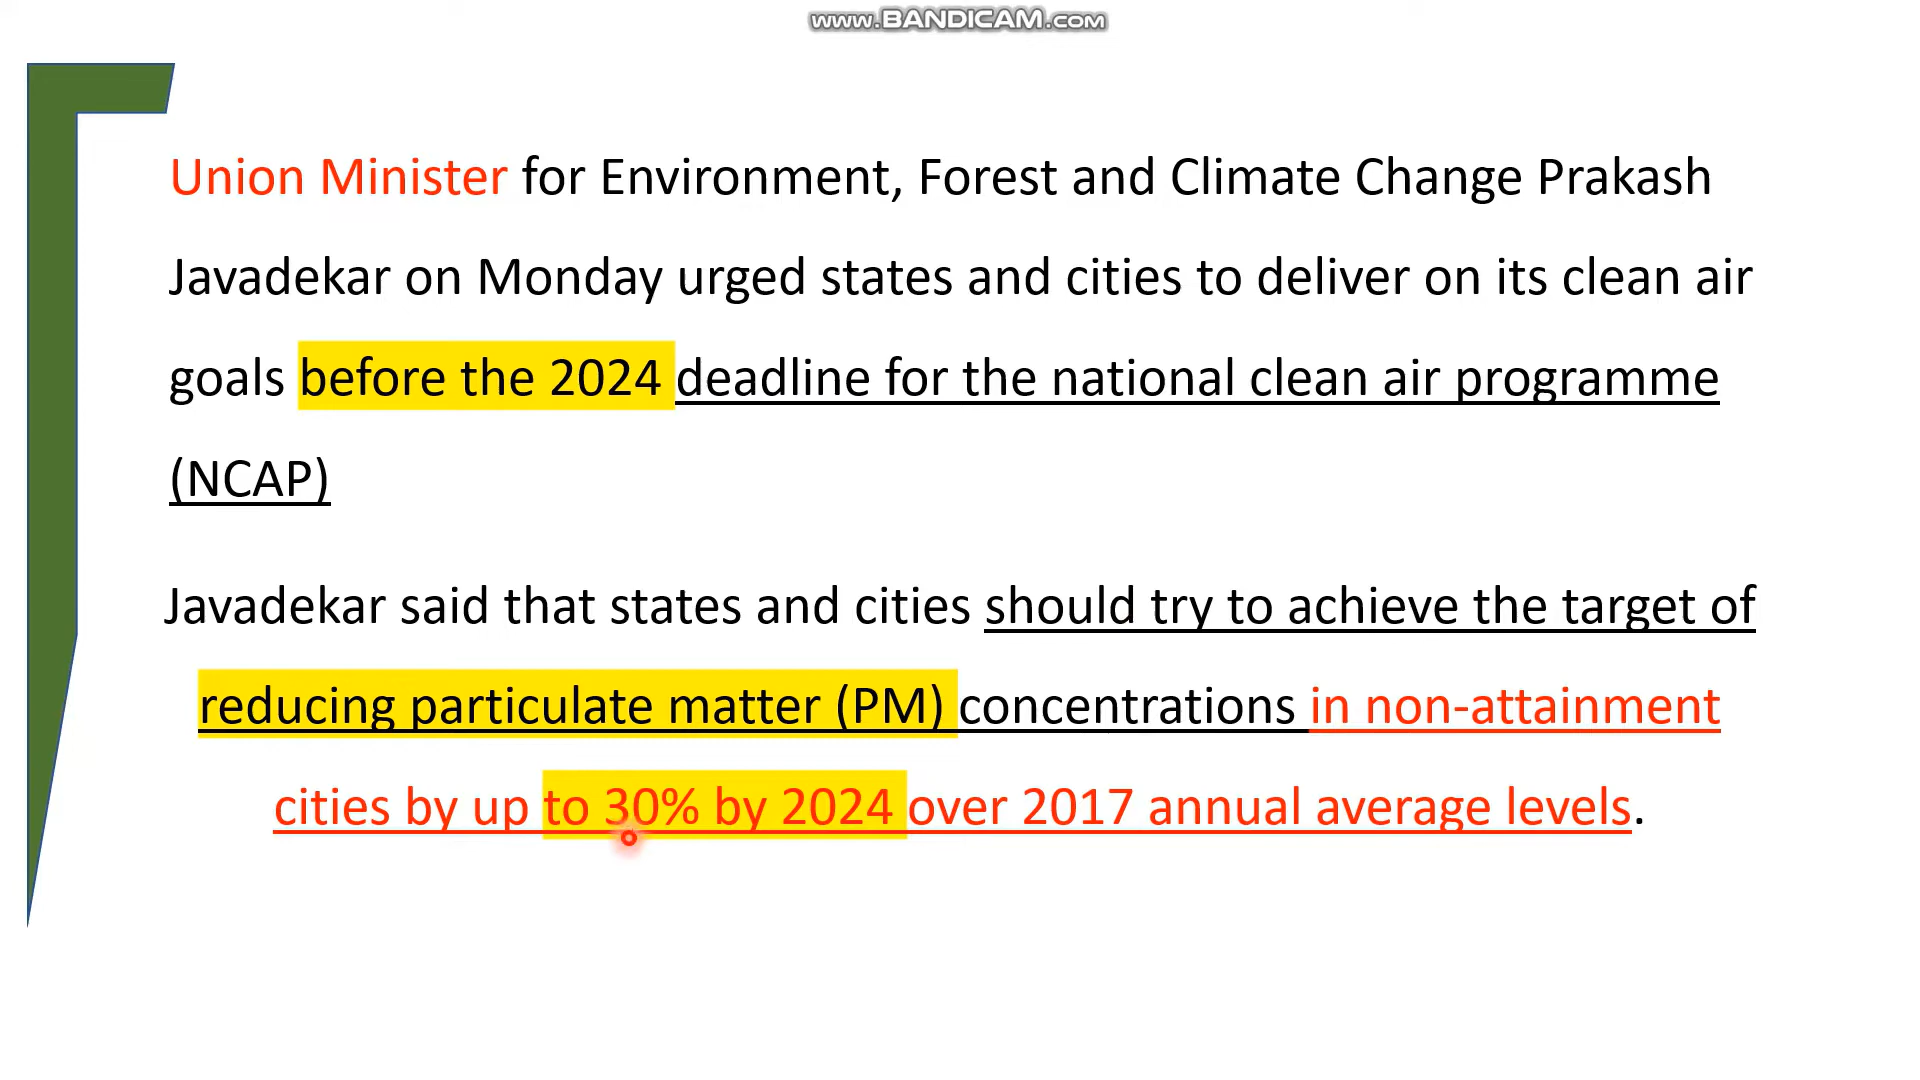 www.BANDICAM.com
Union Minister for Environment, Forest and Climate Change Prakash
Javadekar on Monday urged states and cities to deliver on its clean air
goals before the 2024 deadline for the national clean air programme
(NCAP)
Javadekar said that states and cities should try to achieve the target of
reducing particulate matter (PM) concentrations in non-attainment
cities by up to 30% by 2024 over 2017 annual average levels.